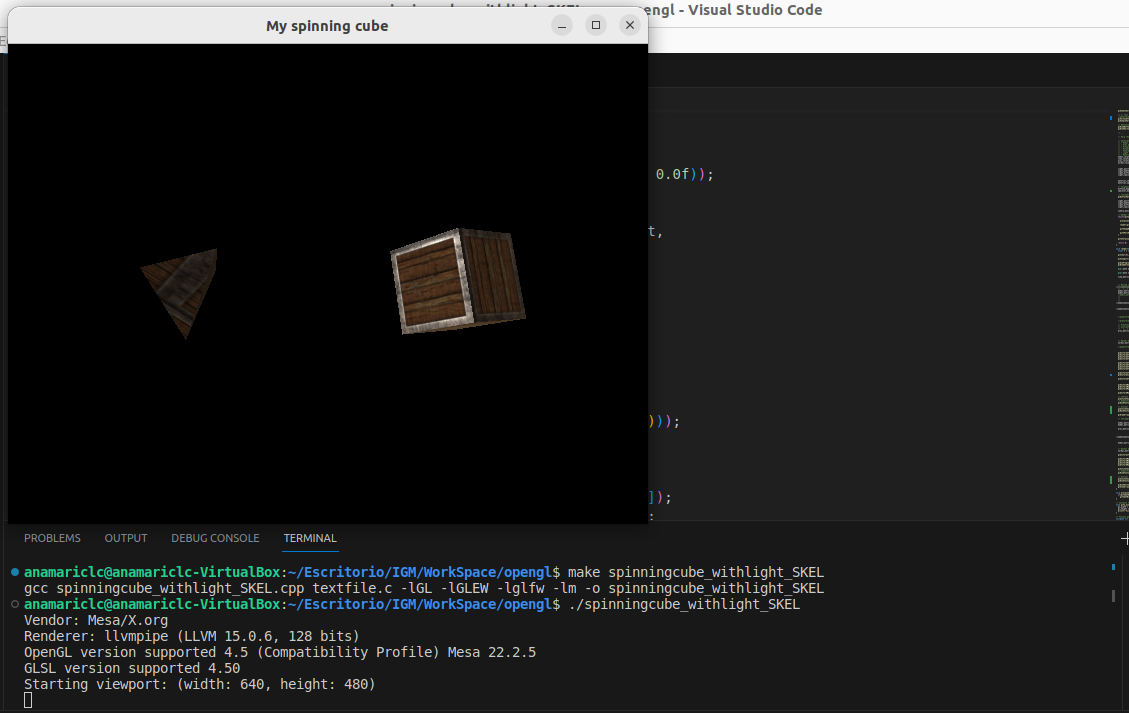 engl - Visual Studio Code
My spinning cube
0.0f));
t,
)));
]);
PROBLEMS OUTPUT DEBUG CONSOLE TERMINAL
anamariclc@anamariclc-VirtualBox:~/Escritorio/IGM/WorkSpace/opengl$ make spinningcube_withlight_SKEL
gcc spinningcube_withlight_SKEL.cpp textfile.c -lGL -lGLEW -lglfw -lm -o spinningcube_withlight_SKEL
anamariclc@anamariclc-VirtualBox:~/Escritorio/IGM/WorkSpace/opengl$ ./spinningcube_withlight_SKEL
Vendor: Mesa/X.org
Renderer: llvmpipe (LLVM 15.0.6, 128 bits)
OpenGL version supported 4.5 (Compatibility Profile) Mesa 22.2.5
GLSL version supported 4.50
Starting viewport: (width: 640, height: 480)